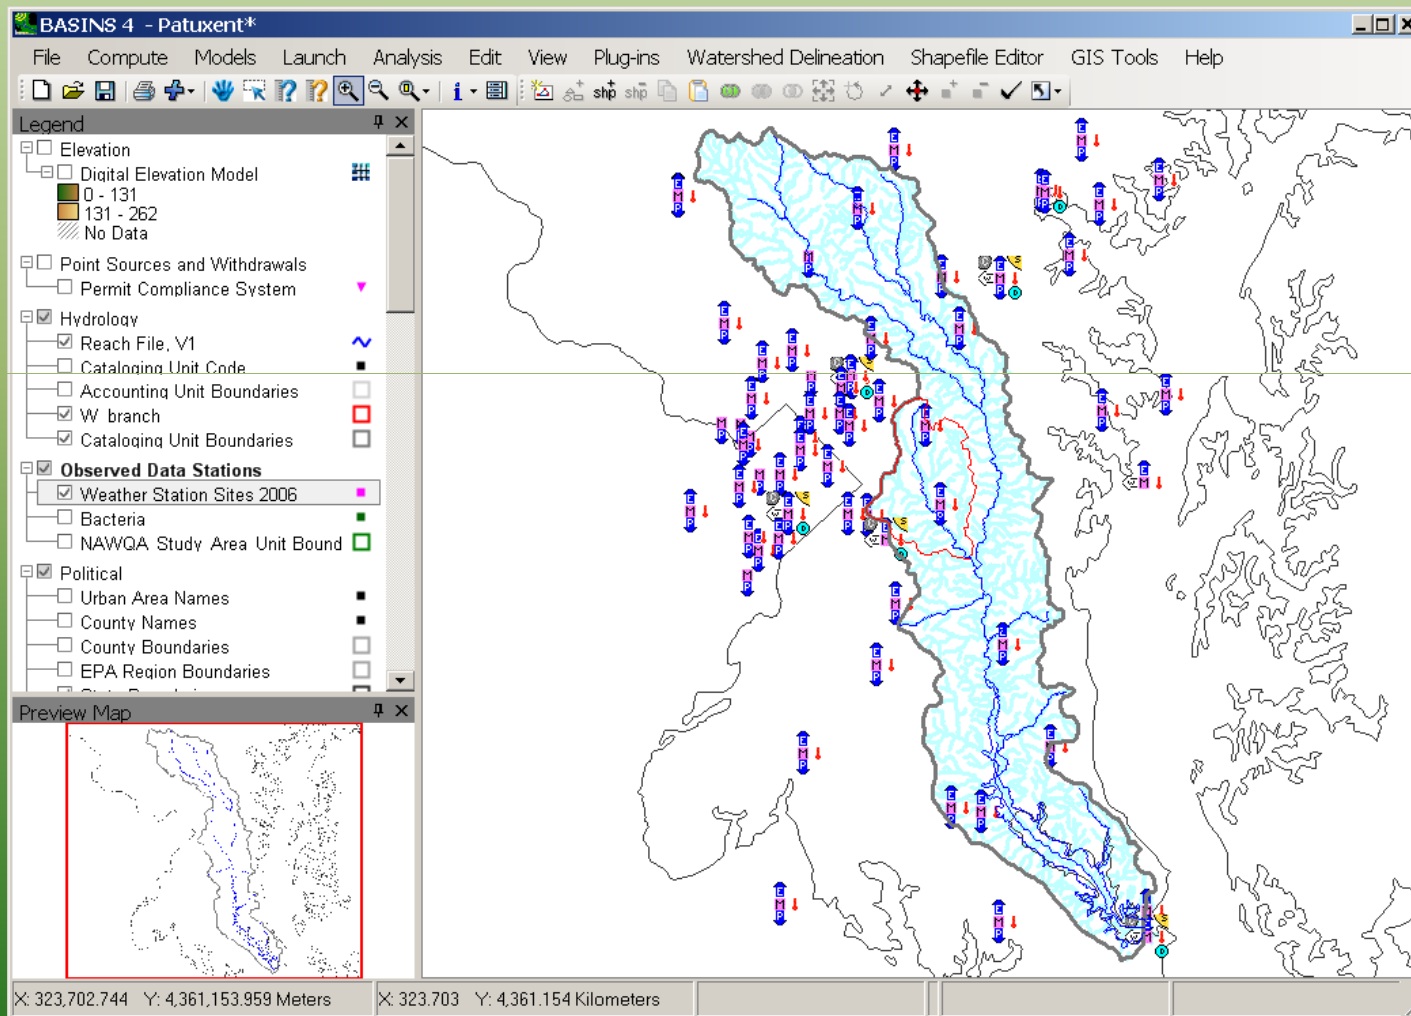 BASINS 4 - Patuxent*
File Compute Models Launch Analysis Edit View Plug-ins Watershed Delineation Shapefile Editor GIS Tools Help
shp shp
Legend
Elevation
Digital Elevation Model
0 - 131
131 - 262
No Data
Point Sources and Withdrawals
Permit Compliance System
Hydrology
Reach File, V1
Cataloging Unit Code
Accounting Unit Boundaries
W branch
Cataloging Unit Boundaries
Observed Data Stations
Weather Station Sites 2006
Bacteria
NAWQA Study Area Unit Bound
Political
Urban Area Names
County Names
County Boundaries
EPA Region Boundaries
Preview Map
X: 323,702.744 Y: 4,361,153.959 Meters X: 323.703 Y: 4,361.154 Kilometers